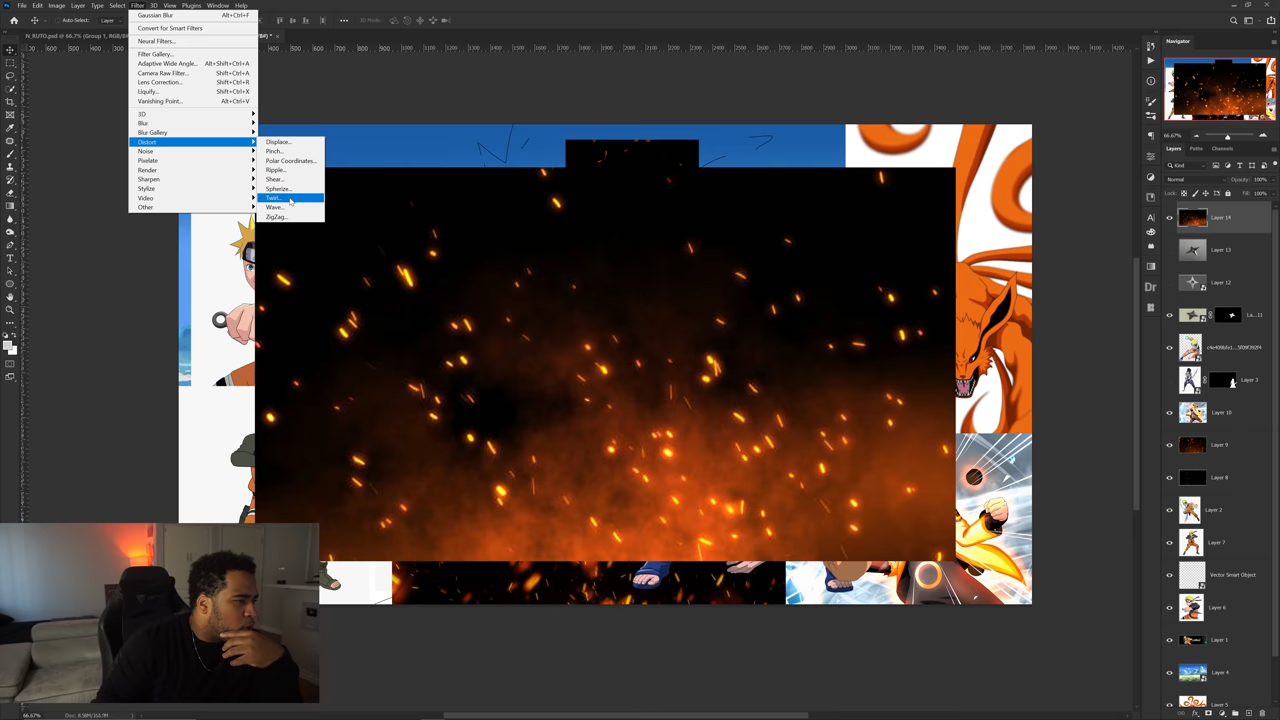 File Edit Image Layer Type Select Filter 3D View Plugins Window Help
Auto-Select: Layer 3D Mode:
N_RUTO.psd @ 66.7% (Group 1, RGB/8#) *
Gaussian Blur Alt+Ctrl+F
Convert for Smart Filters
Neural Filters...
Filter Gallery...
Adaptive Wide Angle... Alt+Shift+Ctrl+A
Camera Raw Filter... Shift+Ctrl+A
Lens Correction... Shift+Ctrl+R
Liquify... Shift+Ctrl+X
Vanishing Point... Alt+Ctrl+V
3D
Blur
Blur Gallery
Distort
Noise
Pixelate
Render
Sharpen
Stylize
Video
Other
Displace...
Pinch...
Polar Coordinates...
Ripple...
Shear...
Spherize...
Twirl...
Wave...
ZigZag...
Navigator
66.67%
Layers Paths Channels
Kind
Normal Opacity: 100%
Lock: Fill: 100%
Layer 14
Layer 13
Layer 12
La...11
Layer 3
Layer 10
Layer 9
Layer 8
Layer 2
Layer 7
Vector Smart Object
Layer 6
Layer 1
Layer 4
Layer 5
Dr
66.67%